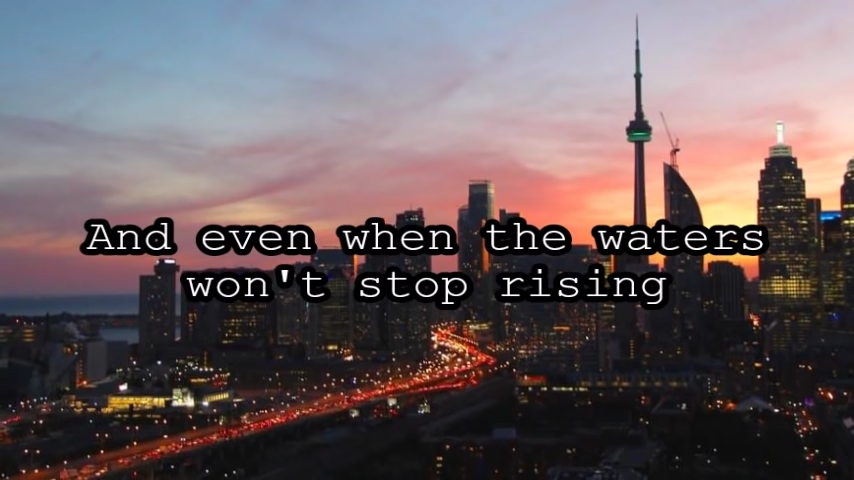 And even when the waters
won't stop rising